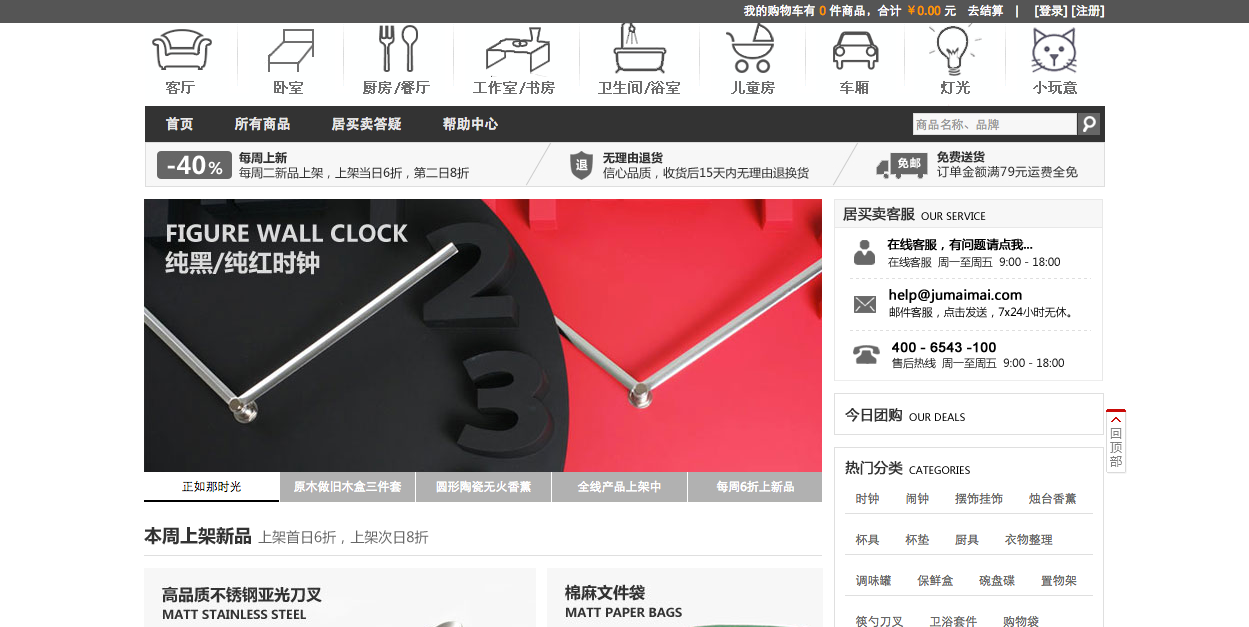 我的购物车有 0 件商品，合计 ￥0.00 元 去结算 | [登录] [注册]
客厅 卧室 厨房/餐厅 工作室/书房 卫生间/浴室 儿童房 车厢 灯光 小玩意
首页 所有商品 居买卖答疑 帮助中心 商品名称、品牌
-40%
每周上新
每周二新品上架，上架当日6折，第二日8折
退
无理由退货
信心品质，收货后15天内无理由退换货
免邮
免费送货
订单金额满79元运费全免
FIGURE WALL CLOCK
纯黑/纯红时钟
2
3
正如那时光 原木做旧木盒三件套 圆形陶瓷无火香薰 全线产品上架中 每周6折上新品
本周上架新品 上架首日6折，上架次日8折
高品质不锈钢亚光刀叉
MATT STAINLESS STEEL
棉麻文件袋
MATT PAPER BAGS
居买卖客服 OUR SERVICE
在线客服，有问题请点我...
在线客服 周一至周五 9:00 - 18:00
help@jumaimai.com
邮件客服，点击发送，7x24小时无休。
400 - 6543 -100
售后热线 周一至周五 9:00 - 18:00
今日团购 OUR DEALS
热门分类 CATEGORIES
时钟 闹钟 摆饰挂饰 烛台香薰
杯具 杯垫 厨具 衣物整理
调味罐 保鲜盒 碗盘碟 置物架
筷勺刀叉 卫浴套件 购物袋
回
顶
部